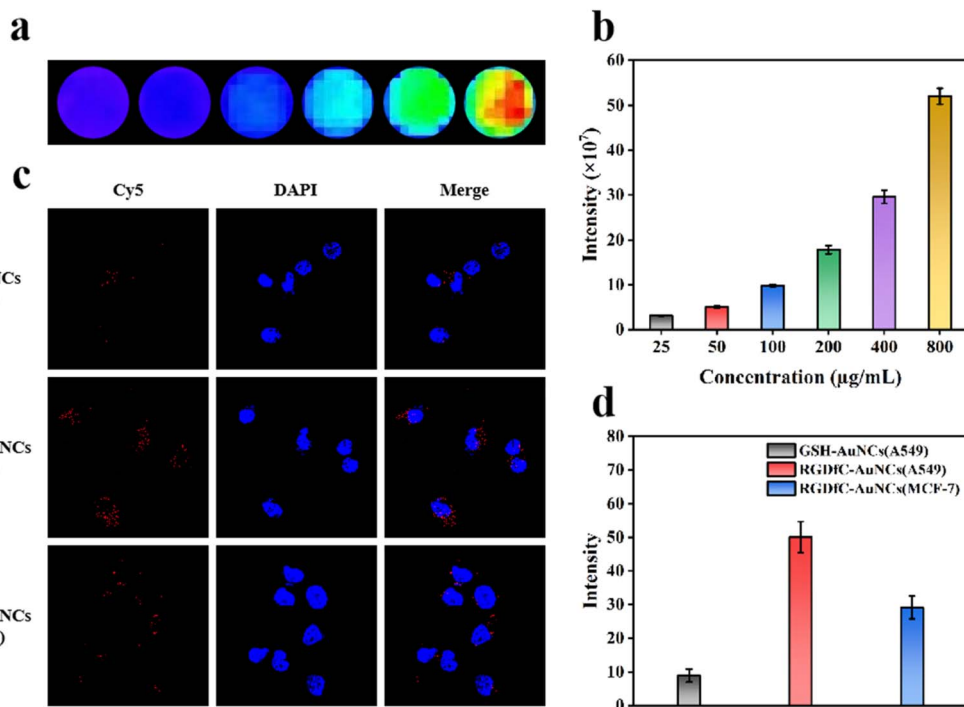 a
b
Intensity (×10⁷)
60
50
40
30
20
10
0
25 50 100 200 400 800
Concentration (μg/mL)
c
Cy5 DAPI Merge
NCs
NCs
NCs
)
d
Intensity
80
70
60
50
40
30
20
10
0
GSH-AuNCs(A549)
RGDfC-AuNCs(A549)
RGDfC-AuNCs(MCF-7)